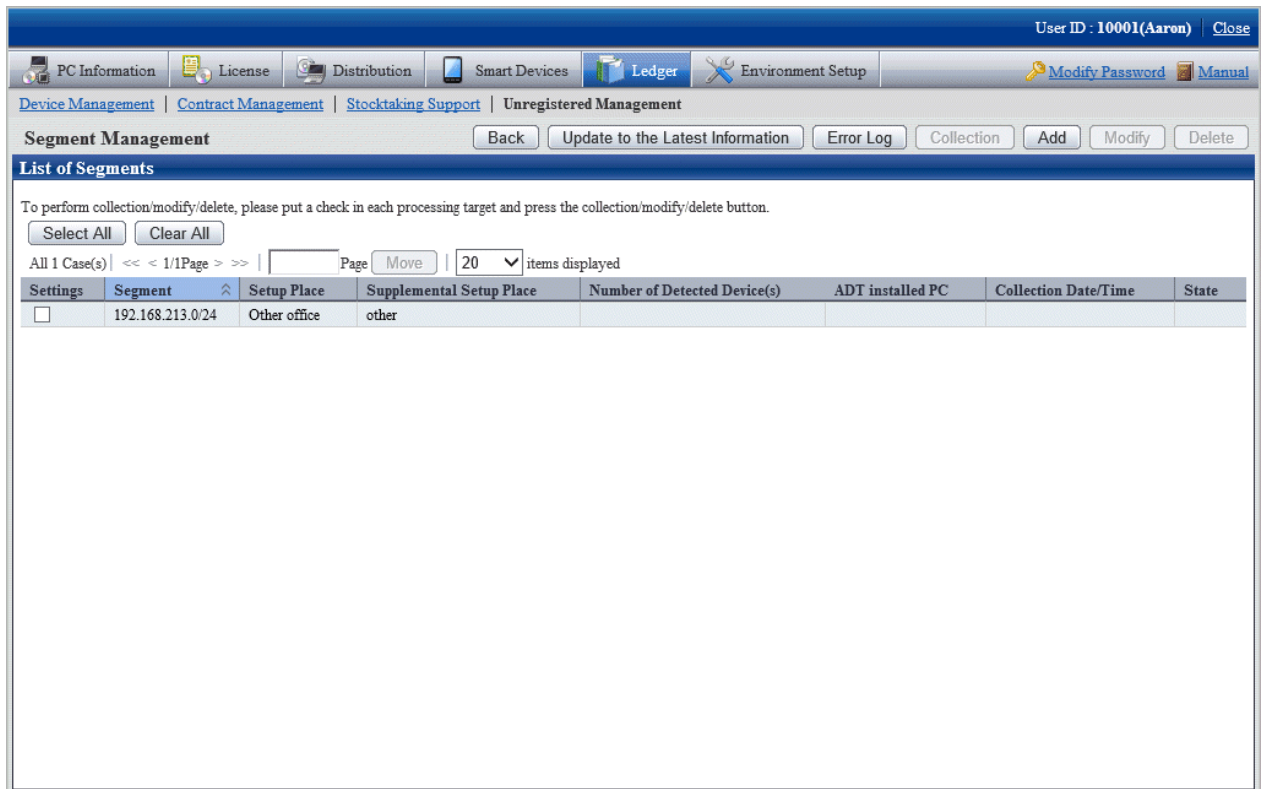 User ID : 10001(Aaron) Close
PC Information License Distribution Smart Devices Ledger Environment Setup Modify Password Manual
Device Management | Contract Management | Stocktaking Support | Unregistered Management
Segment Management Back Update to the Latest Information Error Log Collection Add Modify Delete
List of Segments
To perform collection/modify/delete, please put a check in each processing target and press the collection/modify/delete button.
Select All Clear All
All 1 Case(s) | << < 1/1Page > >> | Page Move | 20 items displayed
Settings Segment Setup Place Supplemental Setup Place Number of Detected Device(s) ADT installed PC Collection Date/Time State
192.168.213.0/24 Other office other